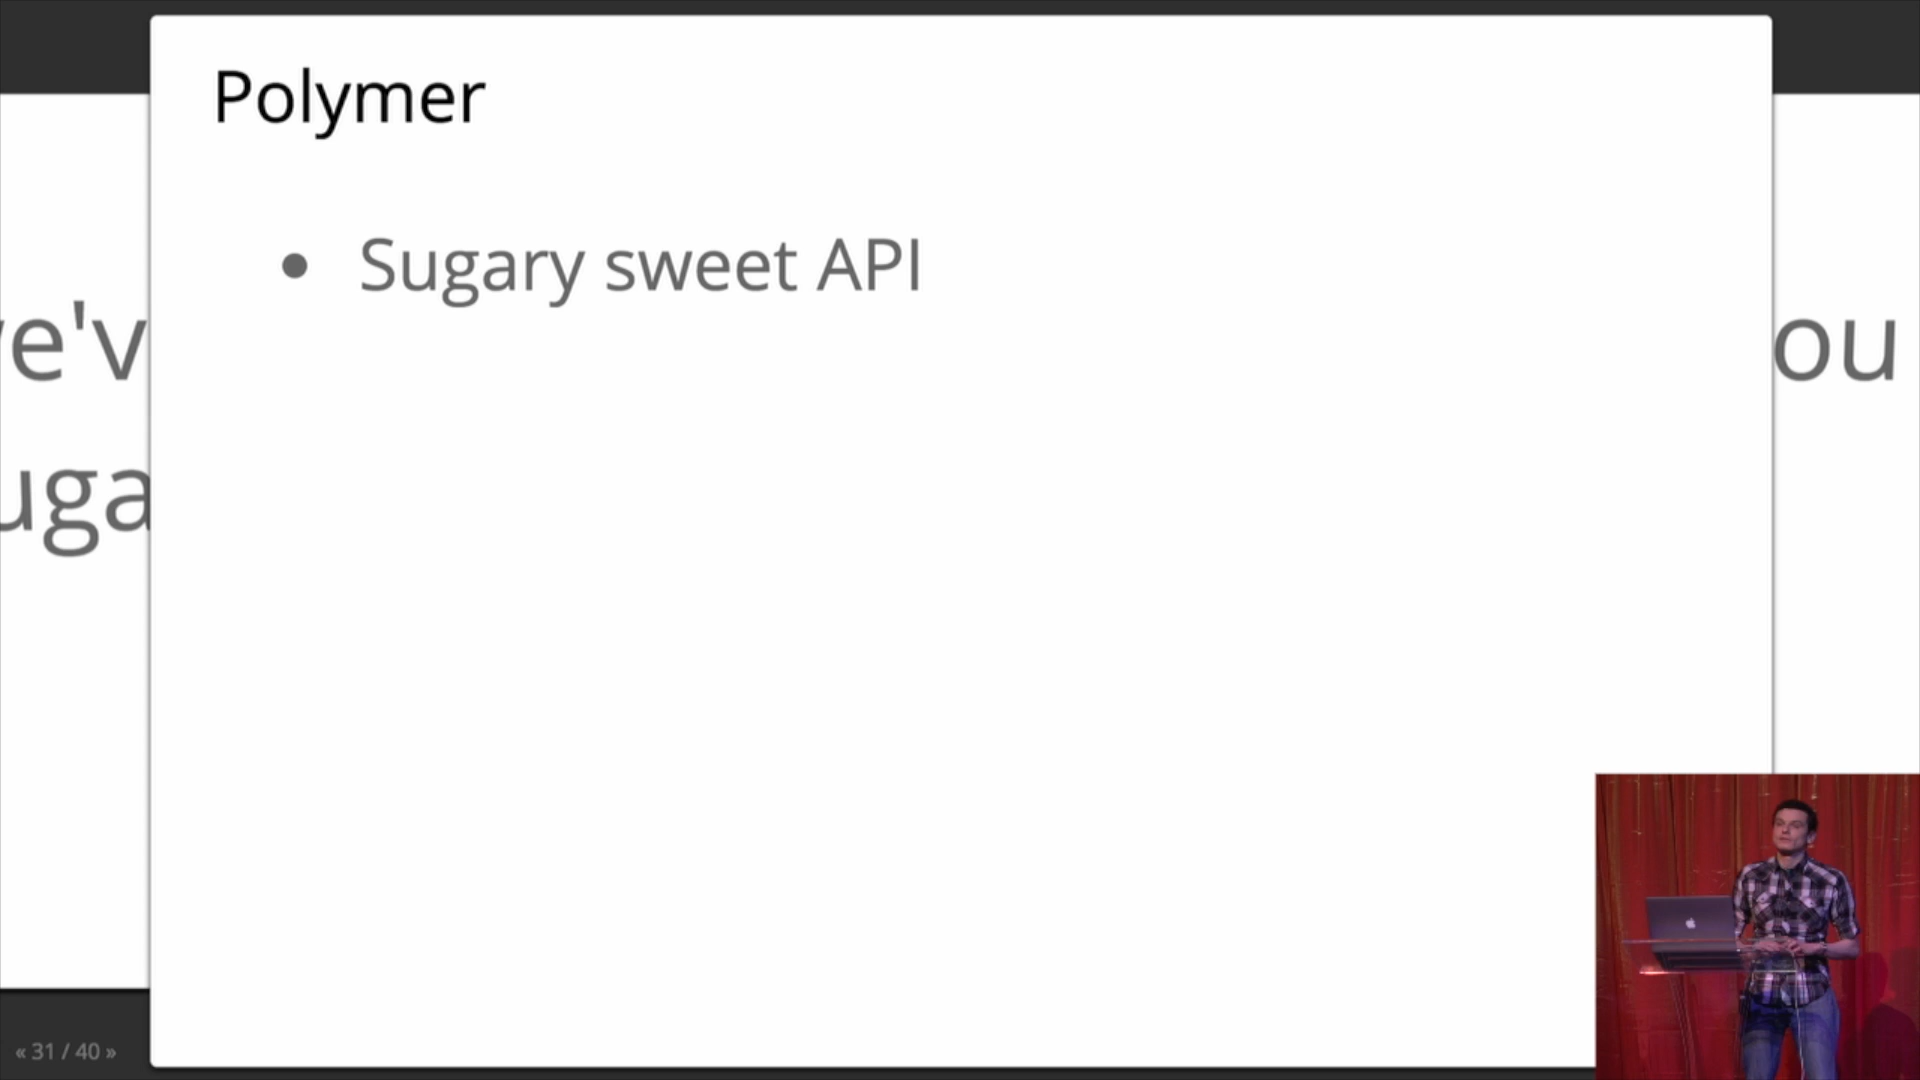 Polymer
• Sugary sweet API
e'v
ou
uga
« 31 / 40 »